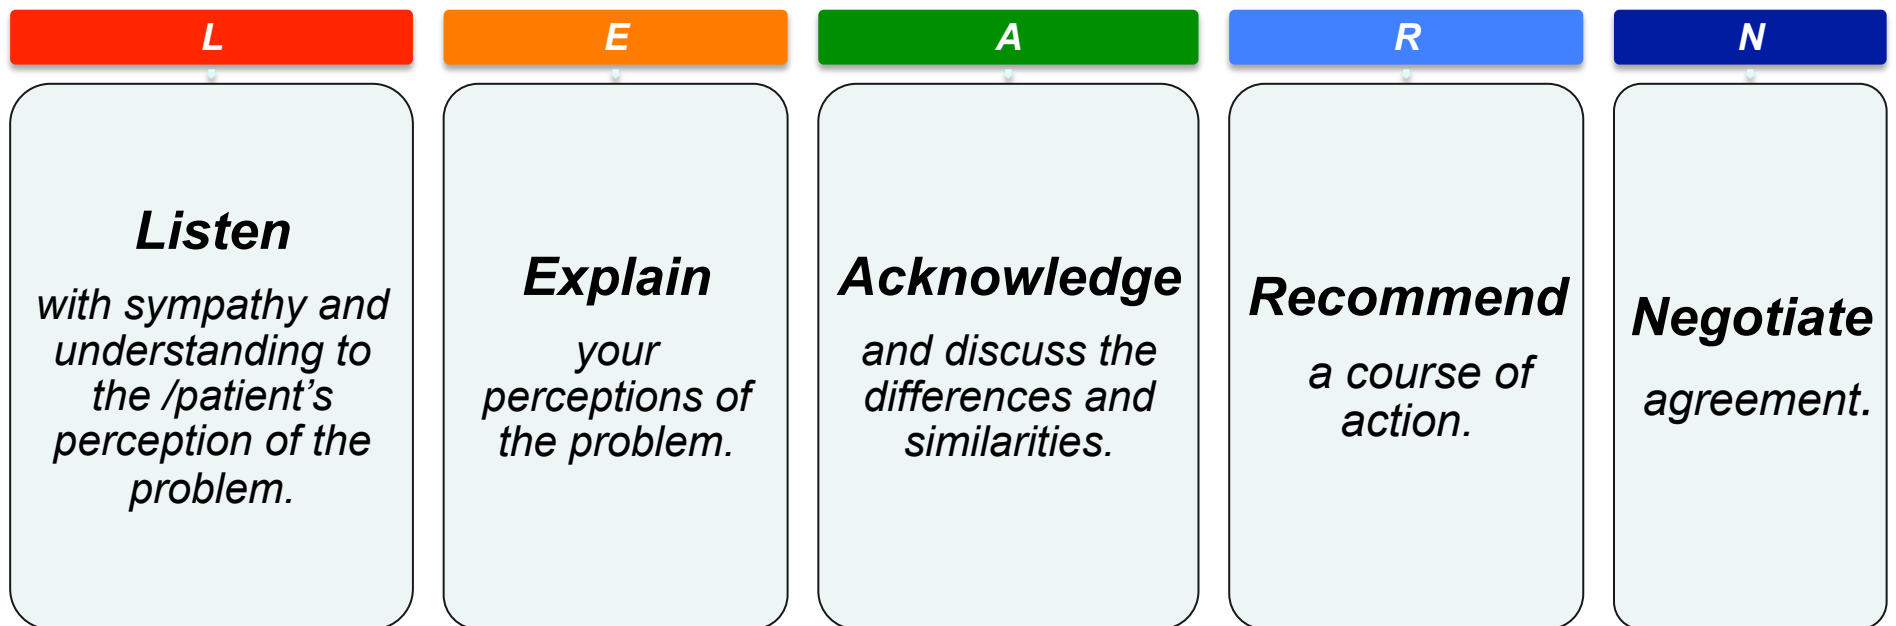 L
E
A
R
N
Listen
with sympathy and
understanding to
the /patient’s
perception of the
problem.
Explain
your
perceptions of
the problem.
Acknowledge
and discuss the
differences and
similarities.
Recommend
a course of
action.
Negotiate
agreement.